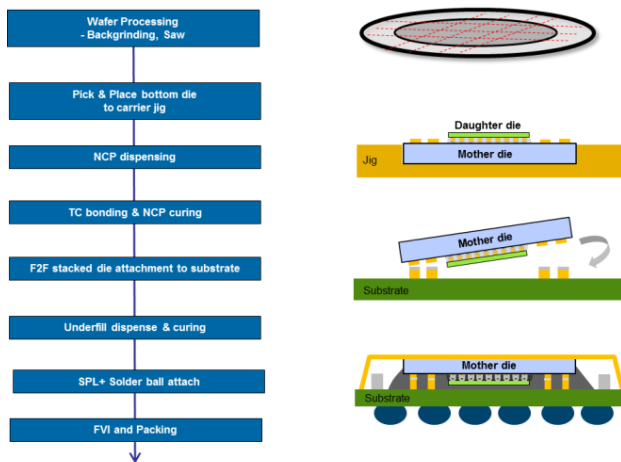 Wafer Processing
- Backgrinding, Saw
Pick & Place bottom die
to carrier jig
NCP dispensing
TC bonding & NCP curing
F2F stacked die attachment to substrate
Underfill dispense & curing
SPL+ Solder ball attach
FVI and Packing
Daughter die
Mother die
Jig
Mother die
Substrate
Mother die
Substrate